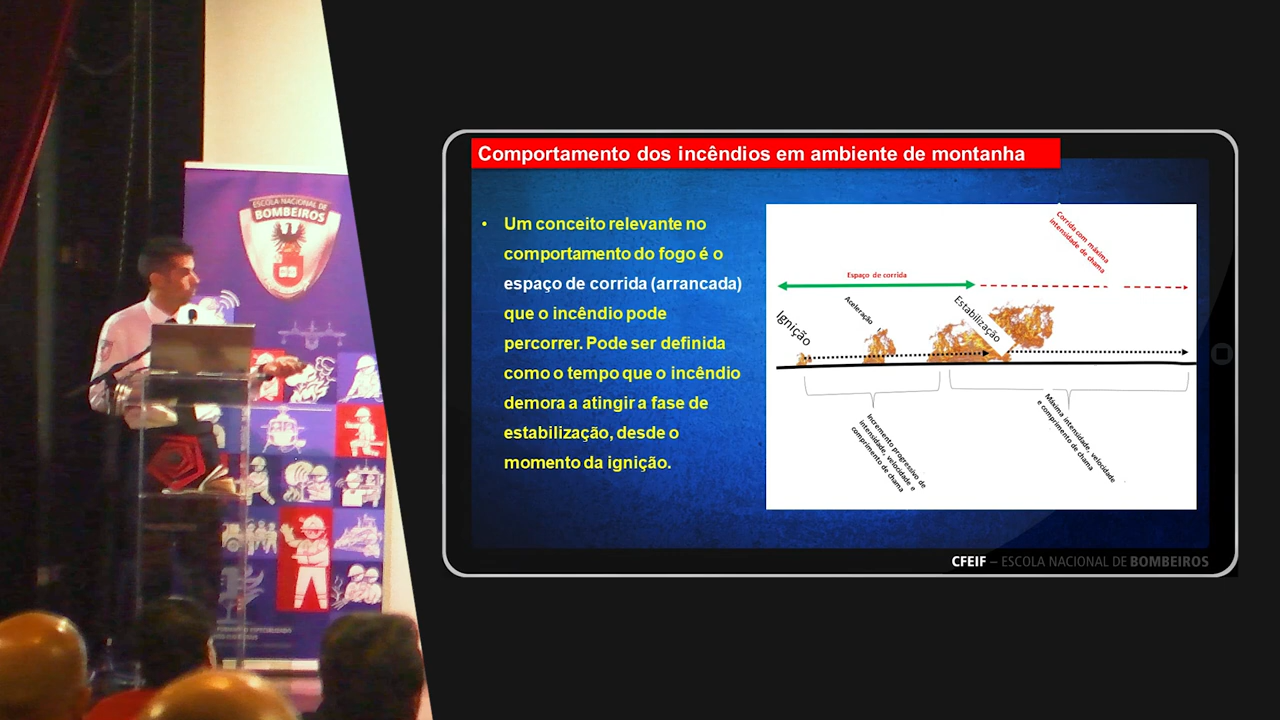 ESCOLA NACIONAL DE
BOMBEIROS
Comportamento dos incêndios em ambiente de montanha
• Um conceito relevante no
comportamento do fogo é o
espaço de corrida (arrancada)
que o incêndio pode
percorrer. Pode ser definida
como o tempo que o incêndio
demora a atingir a fase de
estabilização, desde o
momento da ignição.
Corrida com máxima
intensidade de chama
Espaço de corrida
Ignição
Aceleração
Estabilização
Incremento progressivo de
intensidade, velocidade e
comprimento de chama
Máxima intensidade, velocidade
e comprimento de chama
CFEIF – ESCOLA NACIONAL DE BOMBEIROS